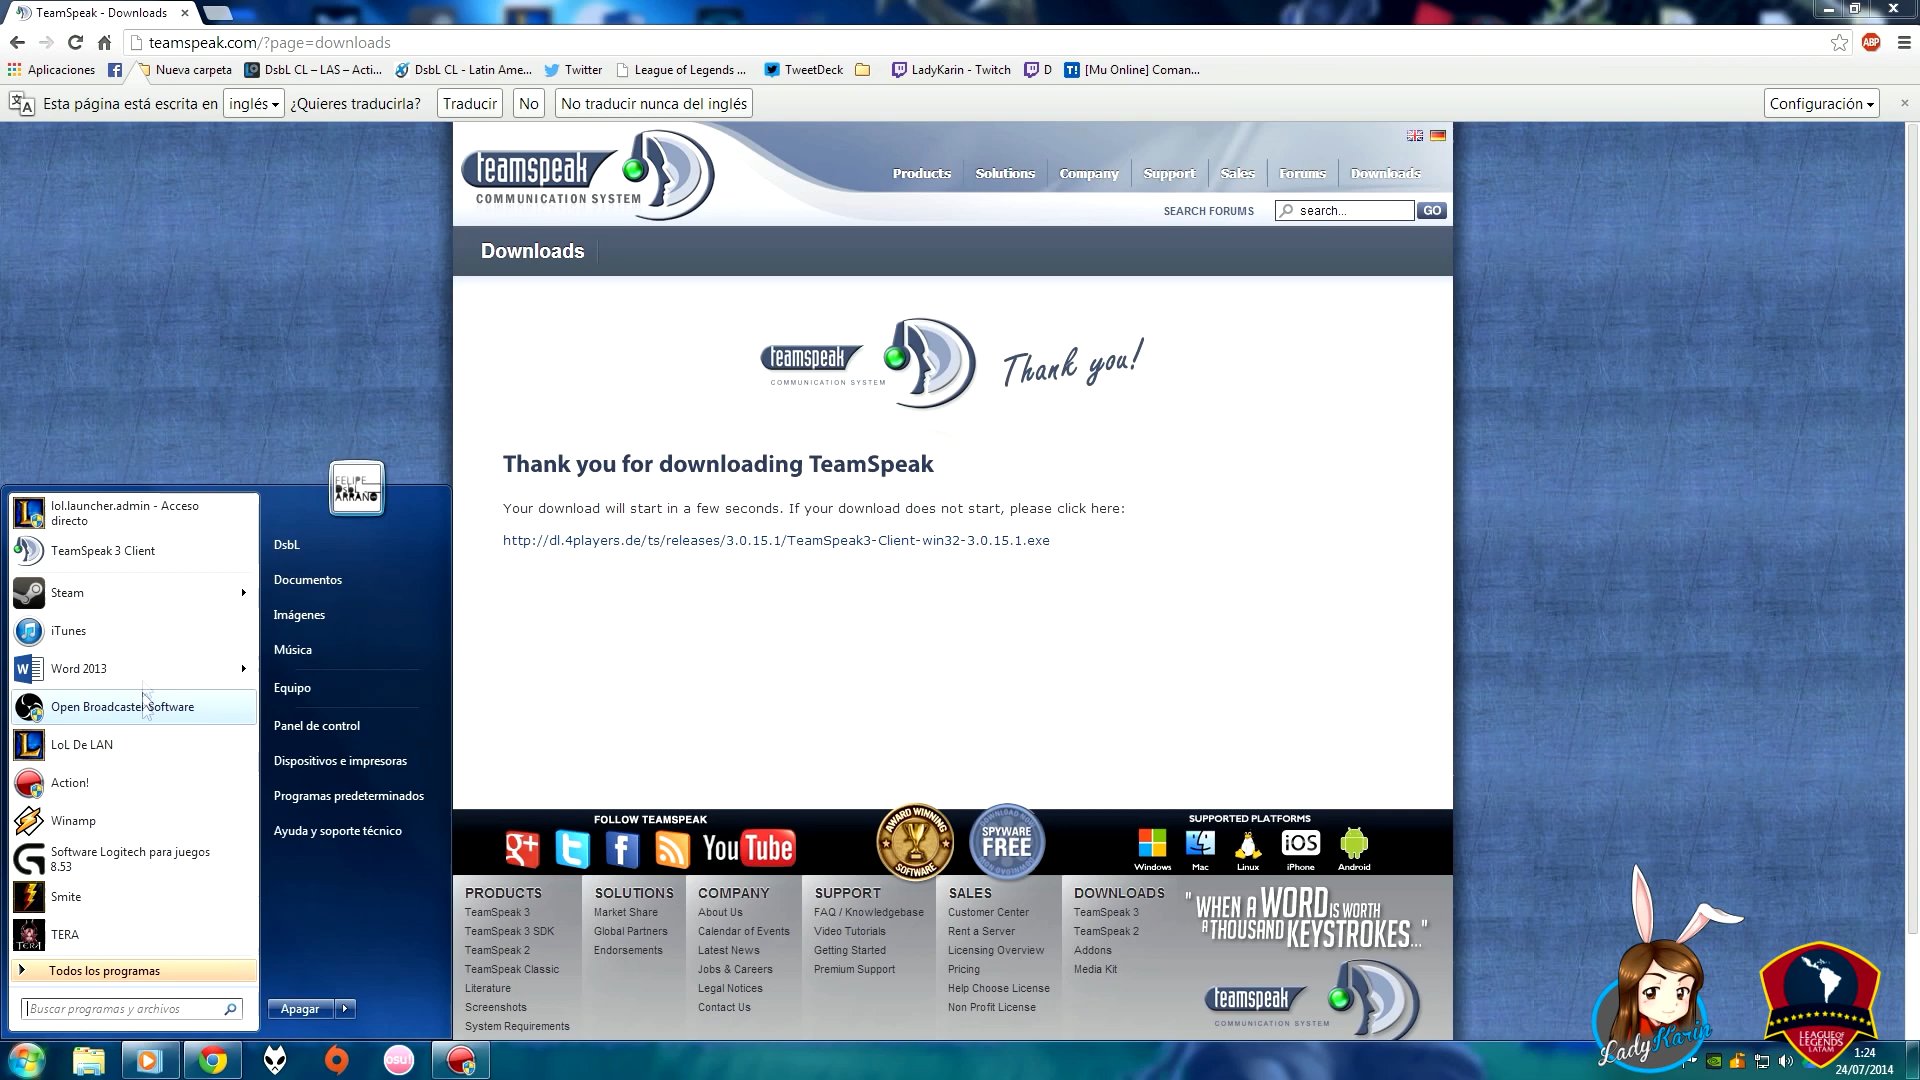 TeamSpeak - Downloads
teamspeak.com/?page=downloads
ABP
Aplicaciones
Nueva carpeta
DsbL CL – LAS – Acti...
DsbL CL - Latin Ame...
Twitter
League of Legends ...
TweetDeck
LadyKarin - Twitch
D
[Mu Online] Coman...
Esta página está escrita en inglés ¿Quieres traducirla? Traducir No No traducir nunca del inglés Configuración
teamspeak
COMMUNICATION SYSTEM
Products Solutions Company Support Sales Forums Downloads
SEARCH FORUMS search... GO
Downloads
teamspeak
COMMUNICATION SYSTEM
Thank you!
Thank you for downloading TeamSpeak
Your download will start in a few seconds. If your download does not start, please click here:
http://dl.4players.de/ts/releases/3.0.15.1/TeamSpeak3-Client-win32-3.0.15.1.exe
lol.launcher.admin - Acceso
directo
TeamSpeak 3 Client
Steam
iTunes
Word 2013
Open Broadcaster Software
LoL De LAN
Action!
Winamp
Software Logitech para juegos
8.53
Smite
TERA
Todos los programas
Buscar programas y archivos
FELIPE
DsbL
ARRANO
DsbL
Documentos
Imágenes
Música
Equipo
Panel de control
Dispositivos e impresoras
Programas predeterminados
Ayuda y soporte técnico
Apagar
FOLLOW TEAMSPEAK
YouTube
AWARD WINNING
SOFTWARE
SPYWARE
FREE
SUPPORTED PLATFORMS
iOS
Windows Mac Linux iPhone Android
PRODUCTS
TeamSpeak 3
TeamSpeak 3 SDK
TeamSpeak 2
TeamSpeak Classic
Literature
Screenshots
System Requirements
SOLUTIONS
Market Share
Global Partners
Endorsements
COMPANY
About Us
Calendar of Events
Latest News
Jobs & Careers
Legal Notices
Contact Us
SUPPORT
FAQ / Knowledgebase
Video Tutorials
Getting Started
Premium Support
SALES
Customer Center
Rent a Server
Licensing Overview
Pricing
Help Choose License
Non Profit License
DOWNLOADS
TeamSpeak 3
TeamSpeak 2
Addons
Media Kit
"WHEN A WORD IS WORTH
A THOUSAND KEYSTROKES..."
teamspeak
COMMUNICATION SYSTEM
LadyKarin
LEAGUE OF
LEGENDS
LATAM
osu!
1:24
24/07/2014